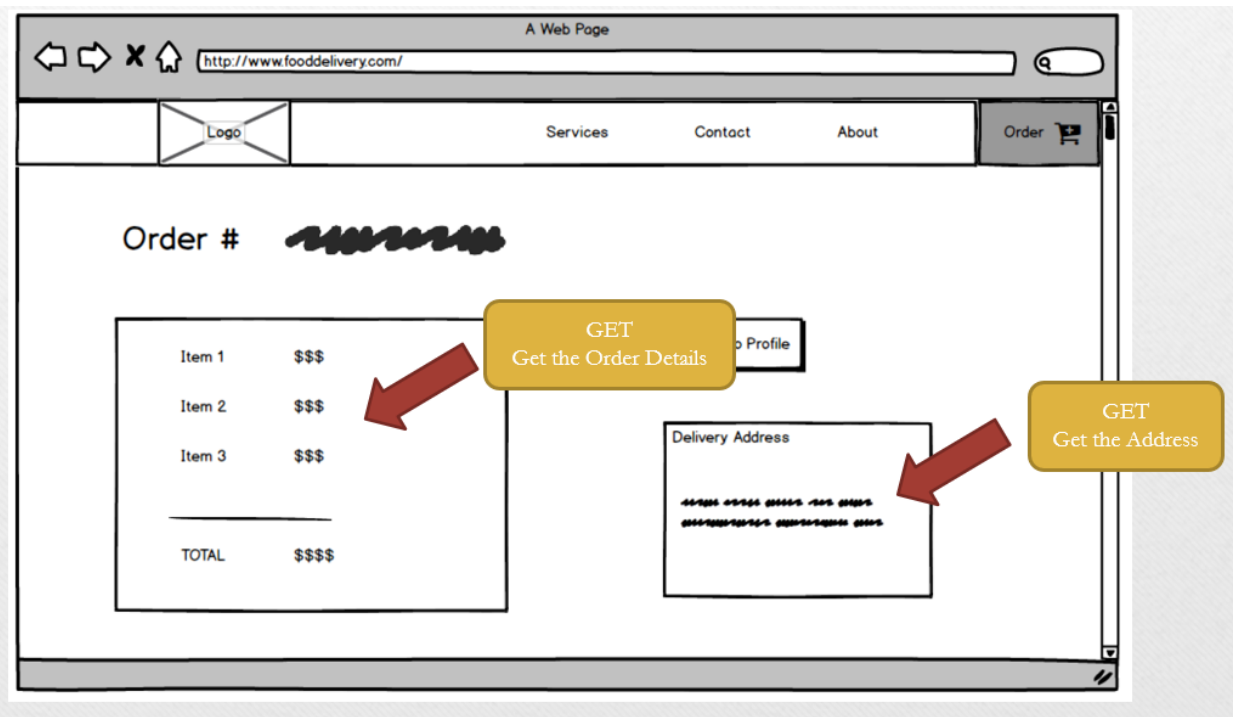 A Web Page
http://www.fooddelivery.com/
Logo
Services
Contact
About
Order
Order #
GET
Get the Order Details
Profile
Item 1 $$$
Item 2 $$$
Item 3 $$$
TOTAL $$$$
Delivery Address
GET
Get the Address